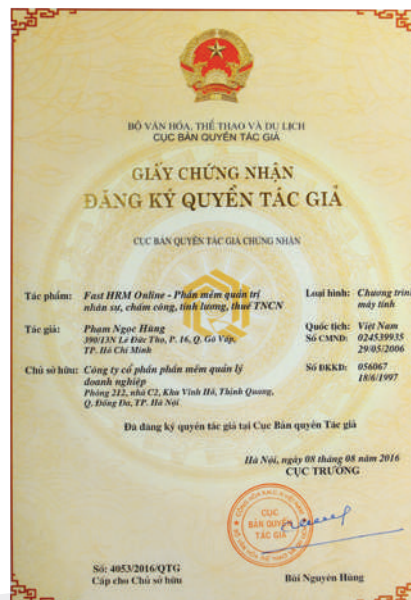 BỘ VĂN HÓA, THỂ THAO VÀ DU LỊCH
CỤC BẢN QUYỀN TÁC GIẢ
GIẤY CHỨNG NHẬN
ĐĂNG KÝ QUYỀN TÁC GIẢ
CỤC BẢN QUYỀN TÁC GIẢ CHỨNG NHẬN
Tác phẩm: Fast HRM Online - Phần mềm quản trị
nhân sự, chấm công, tính lương, thuế TNCN
Loại hình: Chương trình
máy tính
Tác giả: Phạm Ngọc Hùng
390/13N Lê Đức Thọ, P. 16, Q. Gò Vấp,
TP. Hồ Chí Minh
Quốc tịch: Việt Nam
Số CMND: 024539935
29/05/2006
Chủ sở hữu: Công ty cổ phần phần mềm quản lý
doanh nghiệp
Phòng 212, nhà C2, Khu Vĩnh Hồ, Thịnh Quang,
Q. Đống Đa, TP. Hà Nội
Số ĐKKD: 056067
18/6/1997
Đã đăng ký quyền tác giả tại Cục Bản quyền Tác giả
Hà Nội, ngày 08 tháng 08 năm 2016
CỤC TRƯỞNG
CỤC
BẢN QUYỀN
TÁC GIẢ
Số: 4053/2016/QTG
Cấp cho Chủ sở hữu
Bùi Nguyên Hùng